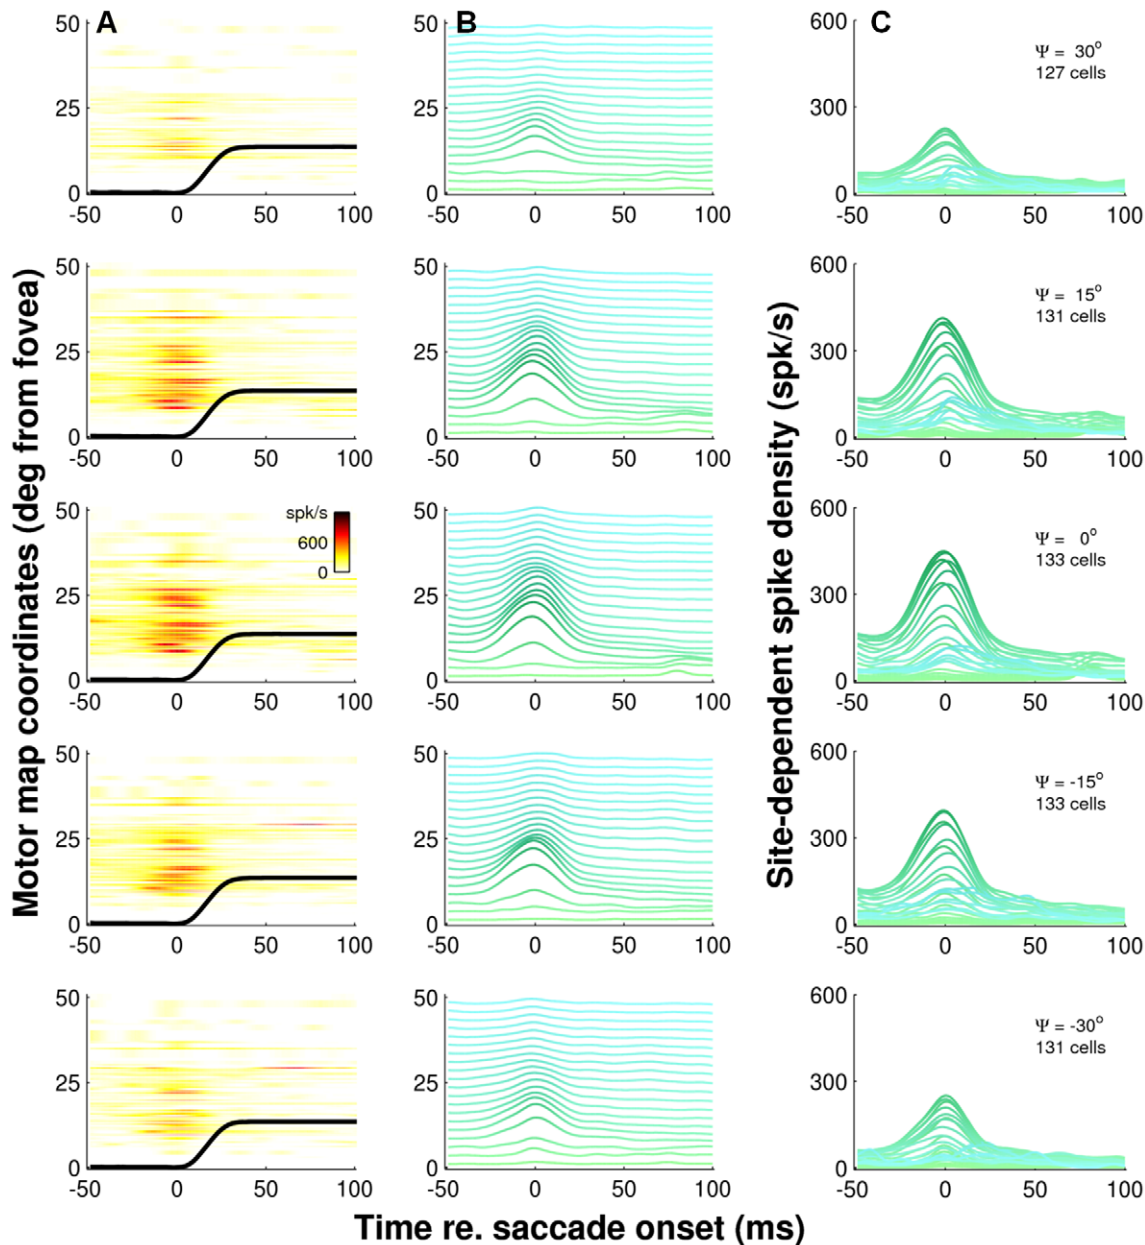 A
B
C
50
25
0
-50 0 50 100
50
25
0
-50 0 50 100
600
300
0
-50 0 50 100
Ψ = 30°
127 cells
50
25
0
-50 0 50 100
50
25
0
-50 0 50 100
600
300
0
-50 0 50 100
Ψ = 15°
131 cells
50
25
0
-50 0 50 100
spk/s
600
0
50
25
0
-50 0 50 100
600
300
0
-50 0 50 100
Ψ = 0°
133 cells
50
25
0
-50 0 50 100
50
25
0
-50 0 50 100
600
300
0
-50 0 50 100
Ψ = -15°
133 cells
50
25
0
-50 0 50 100
50
25
0
-50 0 50 100
600
300
0
-50 0 50 100
Ψ = -30°
131 cells
Motor map coordinates (deg from fovea)
Site-dependent spike density (spk/s)
Time re. saccade onset (ms)